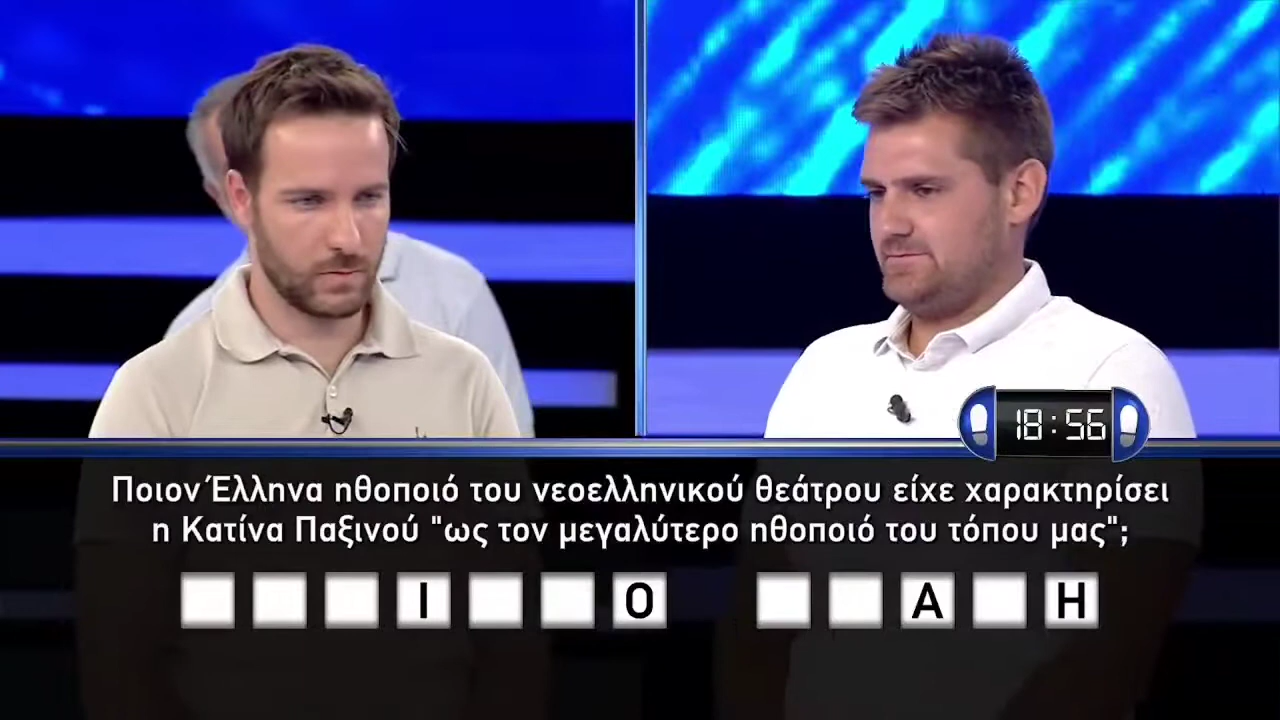 18:56
Ποιον Έλληνα ηθοποιό του νεοελληνικού θεάτρου είχε χαρακτηρίσει
η Κατίνα Παξινού "ως τον μεγαλύτερο ηθοποιό του τόπου μας";
Ι Ο Α Η